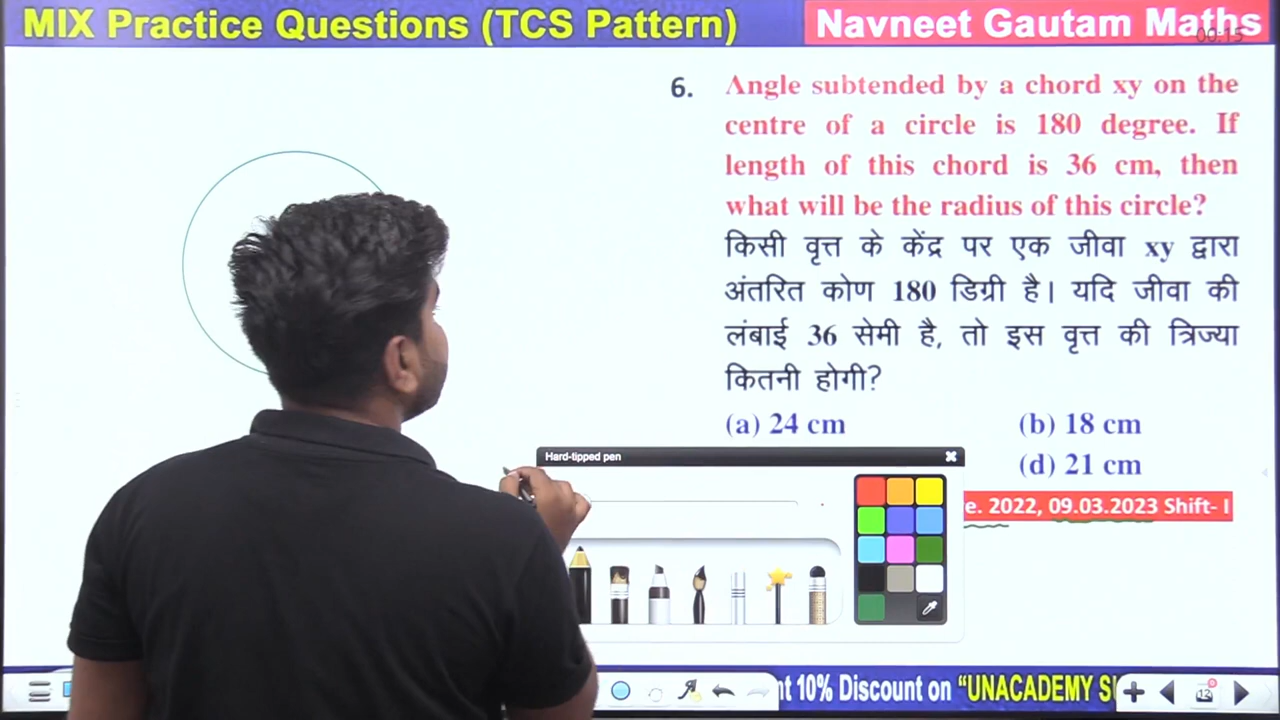 MIX Practice Questions (TCS Pattern)
Navneet Gautam Maths
00:15
6. Angle subtended by a chord xy on the
centre of a circle is 180 degree. If
length of this chord is 36 cm, then
what will be the radius of this circle?
किसी वृत्त के केंद्र पर एक जीवा xy द्वारा
अंतरित कोण 180 डिग्री है। यदि जीवा की
लंबाई 36 सेमी है, तो इस वृत्त की त्रिज्या
कितनी होगी?
(a) 24 cm (b) 18 cm
Hard-tipped pen
(d) 21 cm
2022, 09.03.2023 Shift- I
10% Discount on "UNACADEMY
12